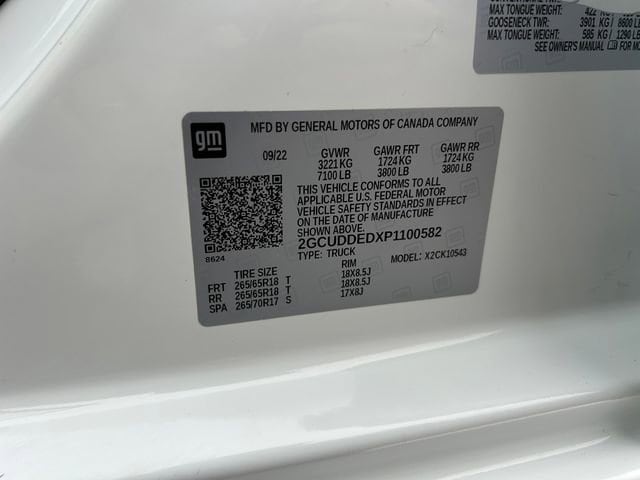 MAX TONGUE WEIGHT: 422
GOOSENECK TWR: 3901 KG / 8600 LB
MAX TONGUE WEIGHT: 585 KG / 1290 LB
SEE OWNER'S MANUAL FOR
gm
MFD BY GENERAL MOTORS OF CANADA COMPANY
09/22 GVWR GAWR FRT GAWR RR
3221 KG 1724 KG 1724 KG
7100 LB 3800 LB 3800 LB
THIS VEHICLE CONFORMS TO ALL
APPLICABLE U.S. FEDERAL MOTOR
VEHICLE SAFETY STANDARDS IN EFFECT
ON THE DATE OF MANUFACTURE
SHOWN ABOVE.
2GCUDDEDXP1100582
8624
TYPE: TRUCK MODEL: X2CK10543
TIRE SIZE RIM
FRT 265/65R18 T 18X8.5J
RR 265/65R18 T 18X8.5J
SPA 265/70R17 S 17X8J